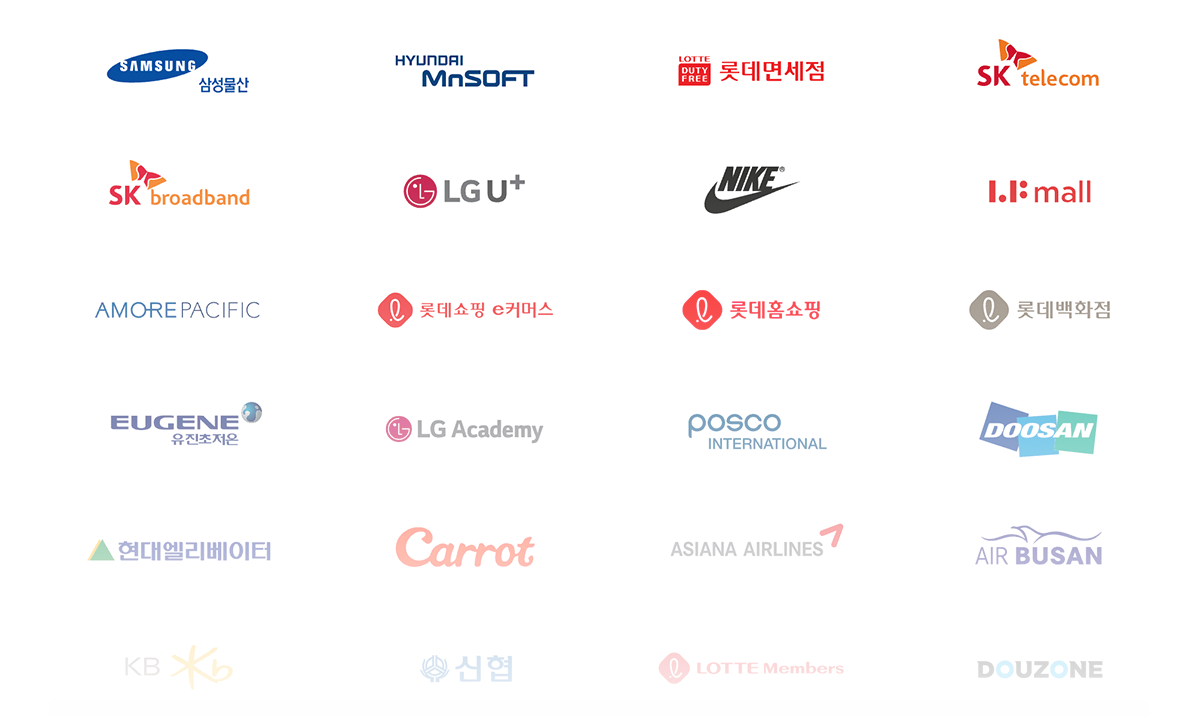 SAMSUNG
삼성물산
HYUNDAI
MnSOFT
LOTTE
DUTY
FREE
롯데면세점
SK telecom
SK broadband
LG U+
NIKE®
LF mall
AMOREPACIFIC
롯데쇼핑 e커머스
롯데홈쇼핑
롯데백화점
EUGENE
유진초저온
LG Academy
posco
INTERNATIONAL
DOOSAN
현대엘리베이터
Carrot
ASIANA AIRLINES
AIR BUSAN
KB
신협
LOTTE Members
DOUZONE